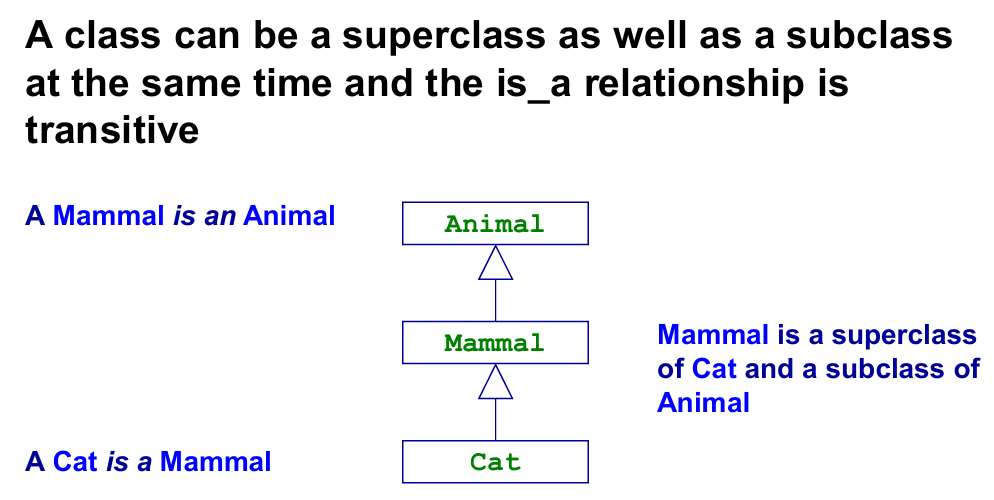 A class can be a superclass as well as a subclass
at the same time and the is_a relationship is
transitive
A Mammal is an Animal
Animal
Mammal
Mammal is a superclass
of Cat and a subclass of
Animal
A Cat is a Mammal
Cat